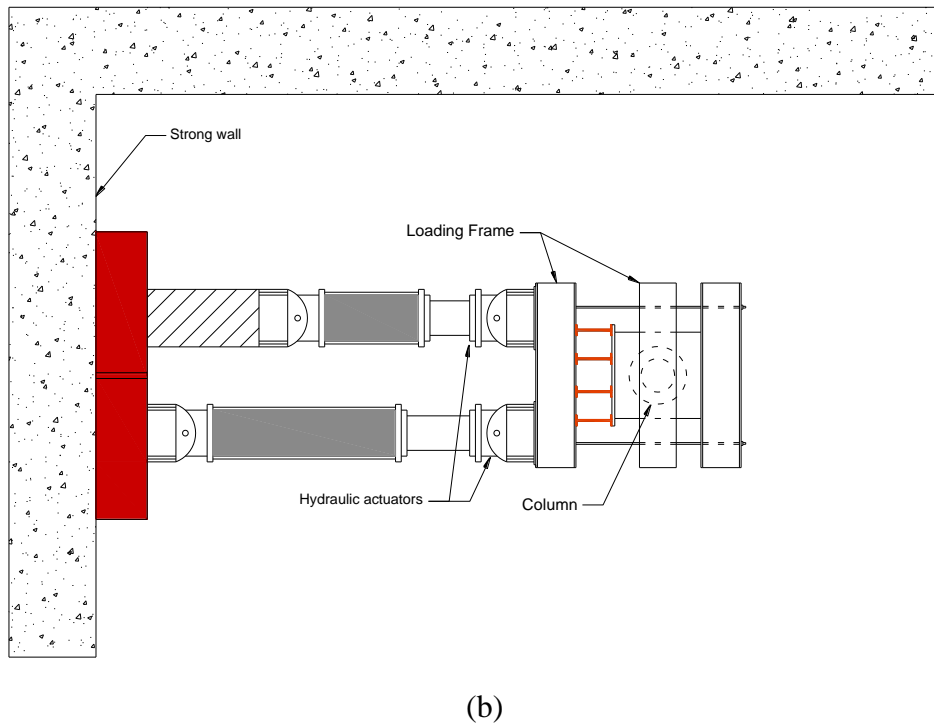 Strong wall
Loading Frame
Hydraulic actuators
Column
(b)